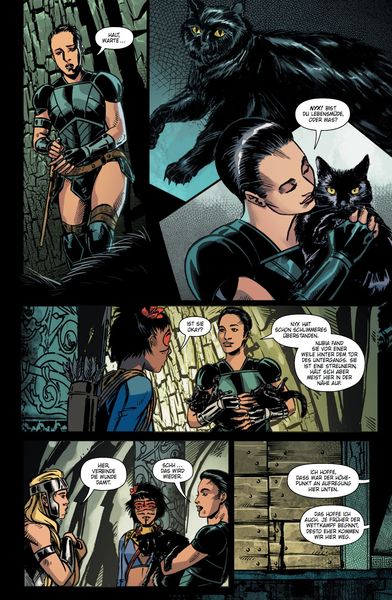 HALT,
WARTE...
NYX! BIST
DU LEBENSMÜDE,
ODER WAS?
IST SIE
OKAY?
NYX HAT
SCHON SCHLIMMERES
ÜBERSTANDEN.
NUBIA FAND
SIE VOR EINER
WEILE HINTER DEM TOR
DES UNTERGANGS. SIE
IST EINE STREUNERIN,
HÄLT SICH ABER
MEIST HIER IN DER
NÄHE AUF.
HIER,
VERBINDE
DIE WUNDE
DAMIT.
SCHH...
DAS WIRD
WIEDER.
ICH HOFFE,
DAS WAR DER HÖHE-
PUNKT AN AUFREGUNG
HIER UNTEN.
DAS HOFFE ICH
AUCH. JE FRÜHER DER
WETTKAMPF BEGINNT,
DESTO EHER KOMMEN
WIR HIER WEG.